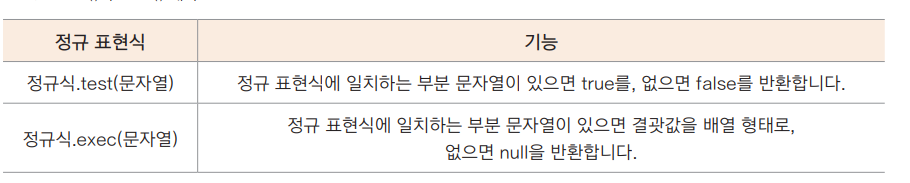 정규 표현식
기능
정규식.test(문자열)
정규 표현식에 일치하는 부분 문자열이 있으면 true를, 없으면 false를 반환합니다.
정규식.exec(문자열)
정규 표현식에 일치하는 부분 문자열이 있으면 결괏값을 배열 형태로,
없으면 null을 반환합니다.